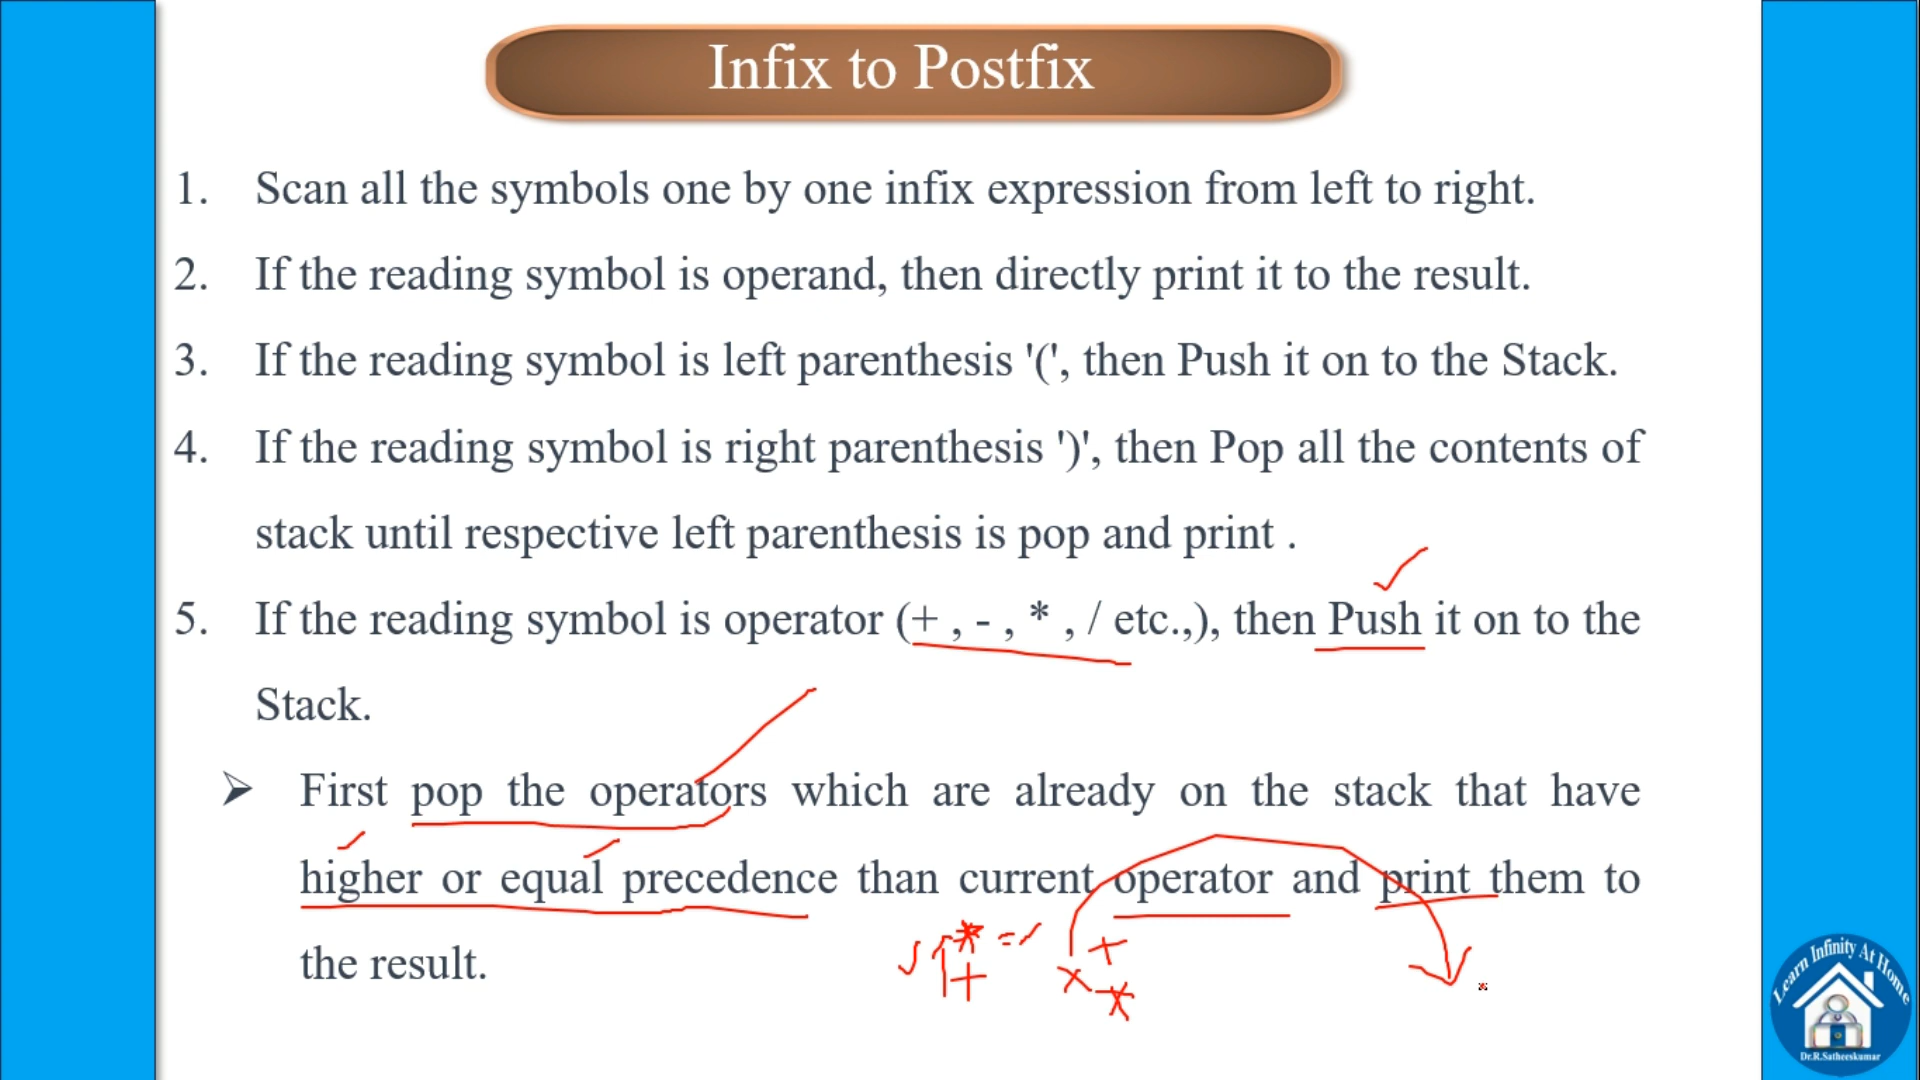 Infix to Postfix
1. Scan all the symbols one by one infix expression from left to right.
2. If the reading symbol is operand, then directly print it to the result.
3. If the reading symbol is left parenthesis '(', then Push it on to the Stack.
4. If the reading symbol is right parenthesis ')', then Pop all the contents of
stack until respective left parenthesis is pop and print .
5. If the reading symbol is operator (+ , - , * , / etc.,), then Push it on to the
Stack.
➢ First pop the operators which are already on the stack that have
higher or equal precedence than current operator and print them to
the result.
* = +
+ *
Learn Infinity At Home
Dr.R.Satheeskumar